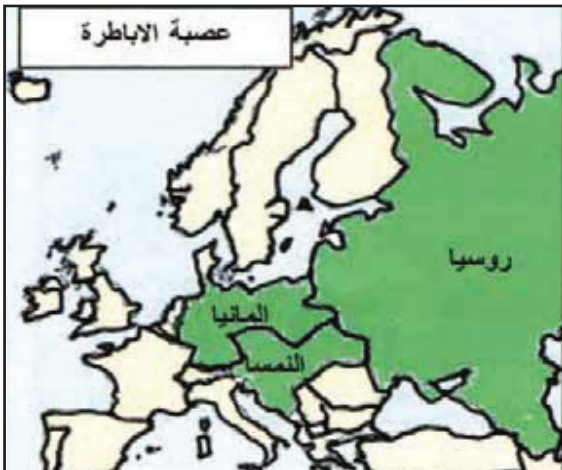 عصبة الاباطرة
روسيا
المانيا
النمسا